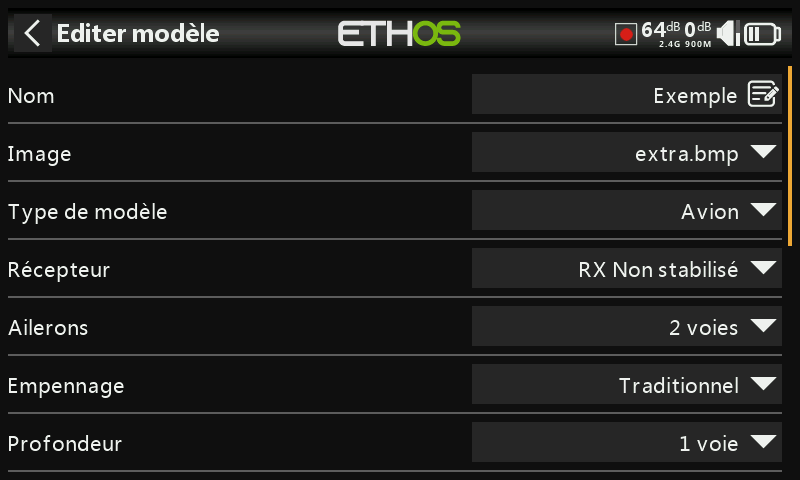 Editer modèle
ETHOS
64dB 0dB
2.4G 900M
Nom
Exemple
Image
extra.bmp
Type de modèle
Avion
Récepteur
RX Non stabilisé
Ailerons
2 voies
Empennage
Traditionnel
Profondeur
1 voie